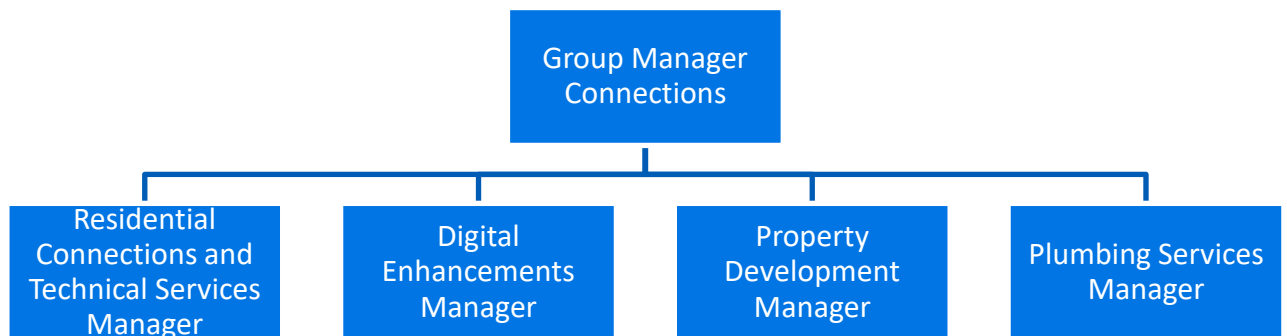 Group Manager
Connections
Residential
Connections and
Technical Services
Manager
Digital
Enhancements
Manager
Property
Development
Manager
Plumbing Services
Manager